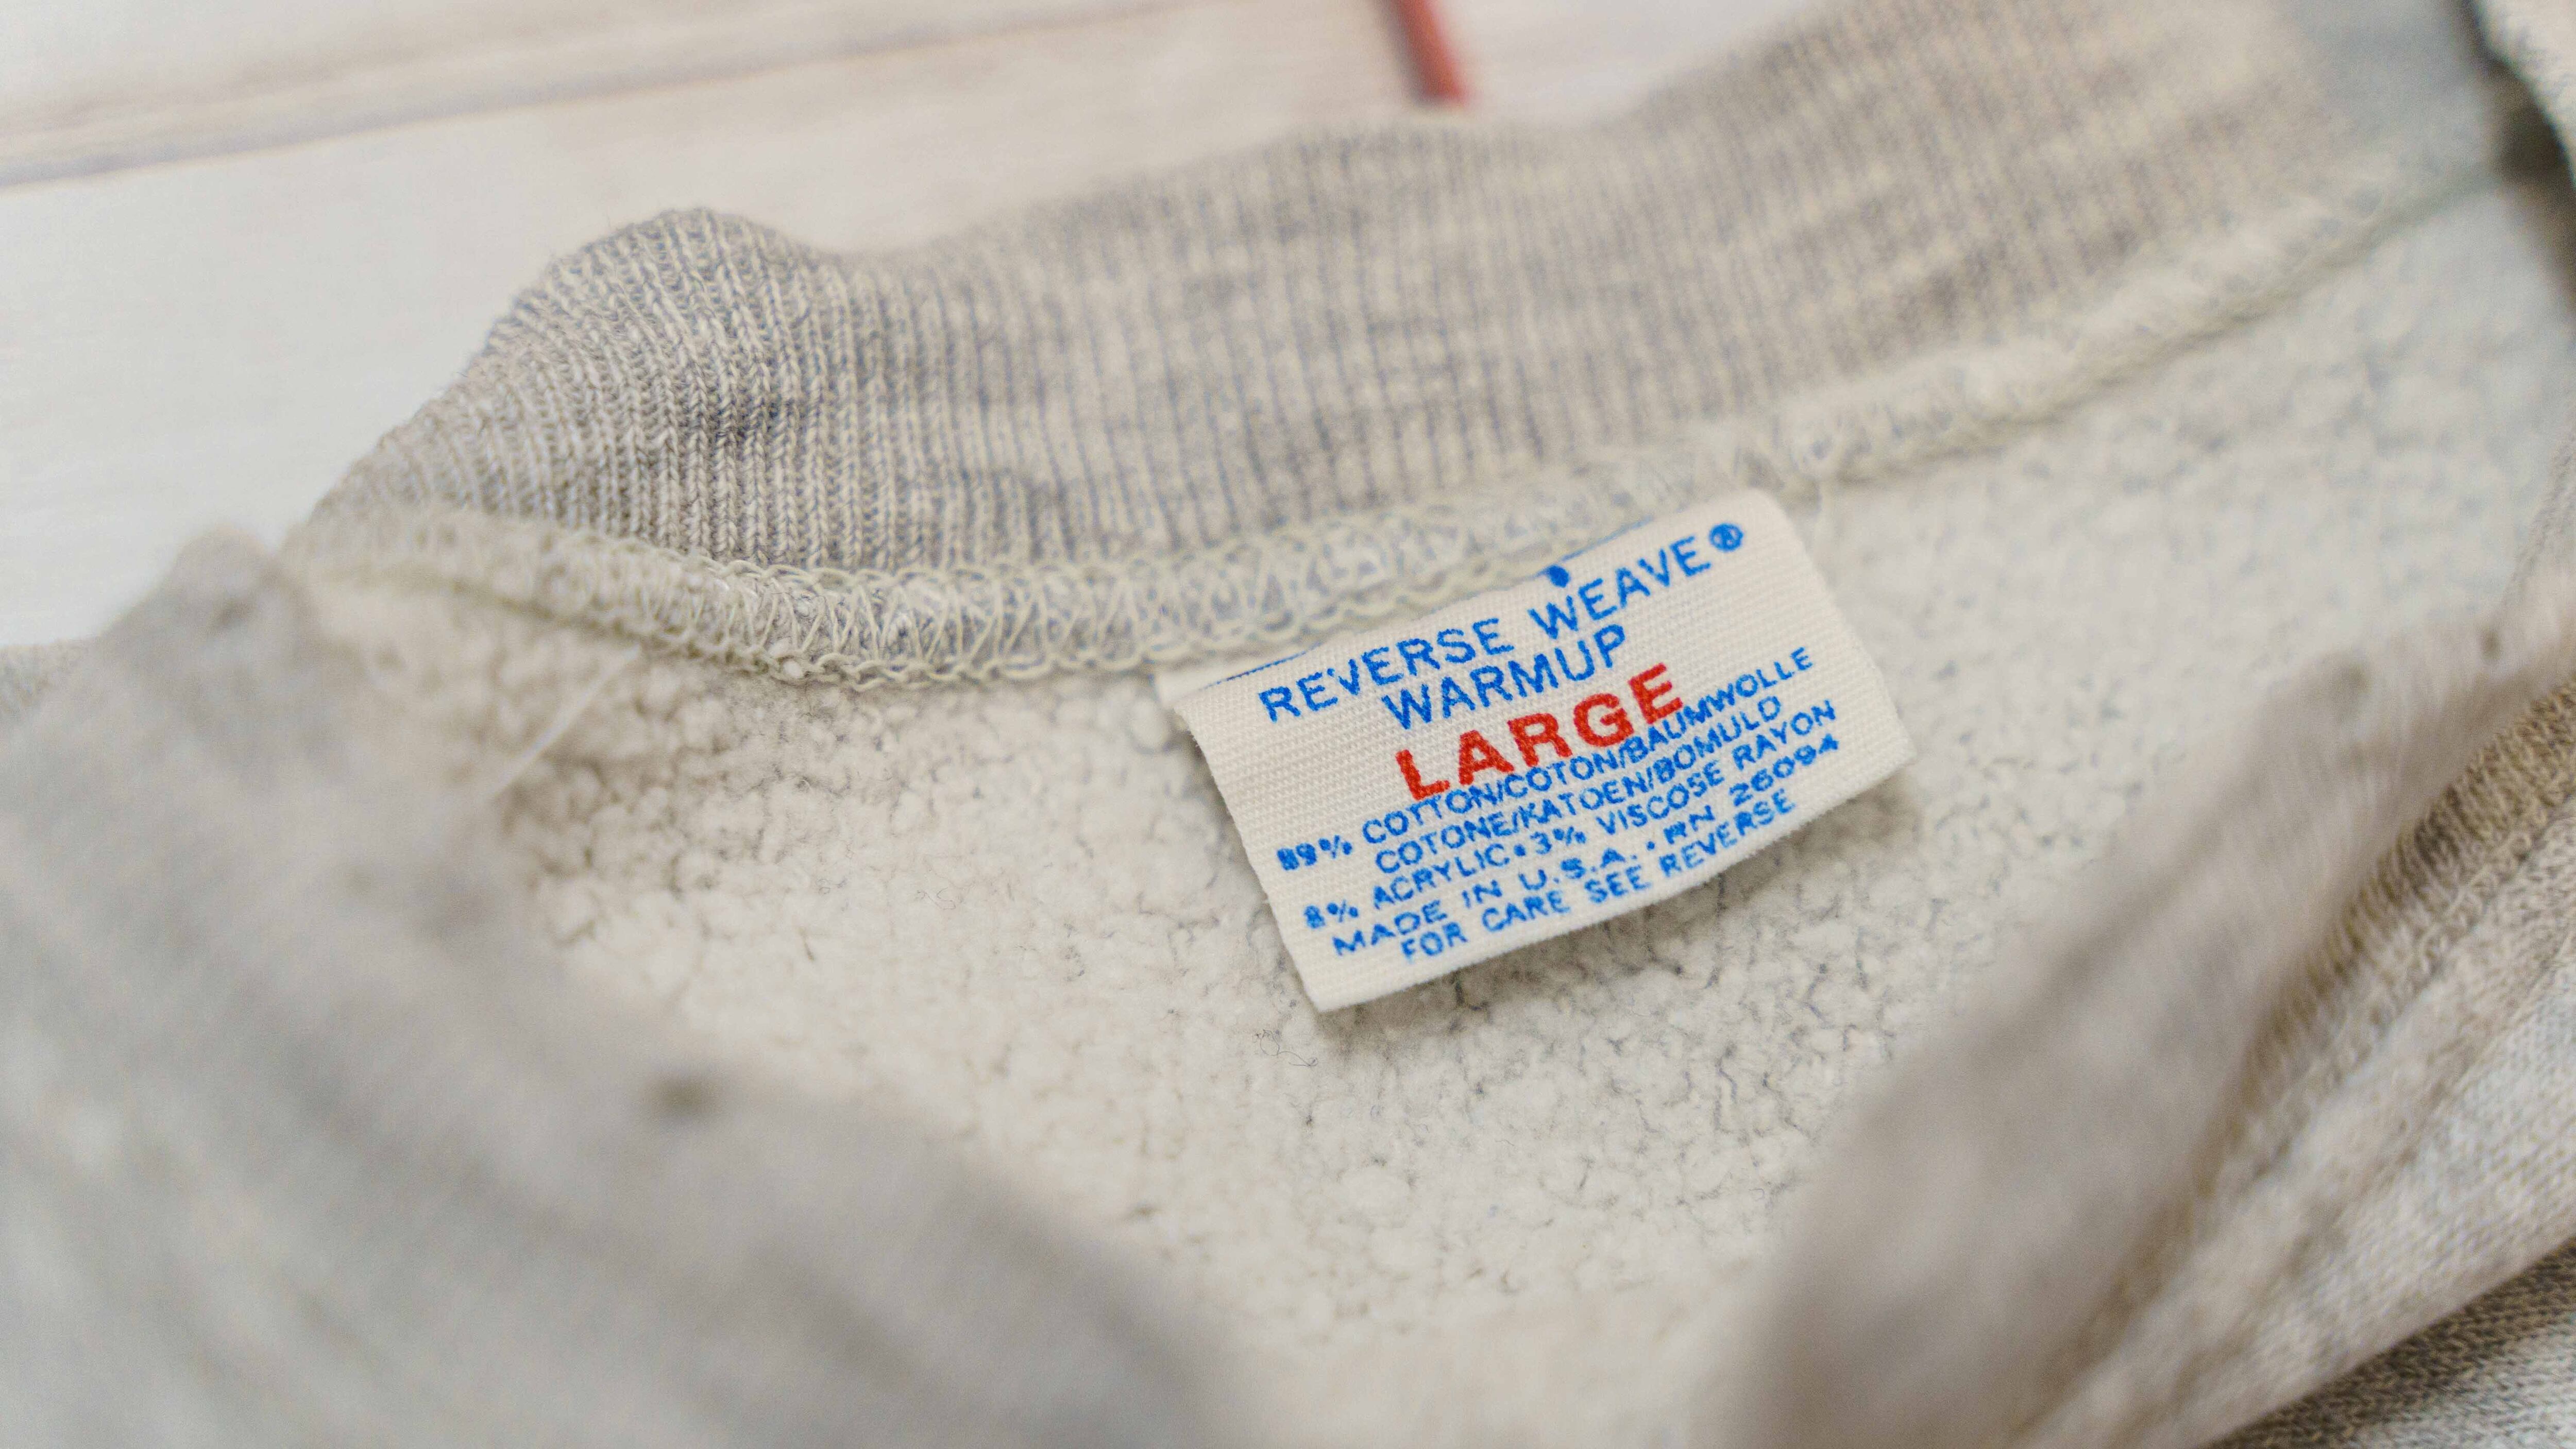 REVERSE WEAVE®
WARMUP
LARGE
89% COTTON/COTON/BAUMWOLLE
COTONE/KATOEN/BOMULD
8% ACRYLIC•3% VISCOSE RAYON
MADE IN U.S.A. • RN 26094
FOR CARE SEE REVERSE